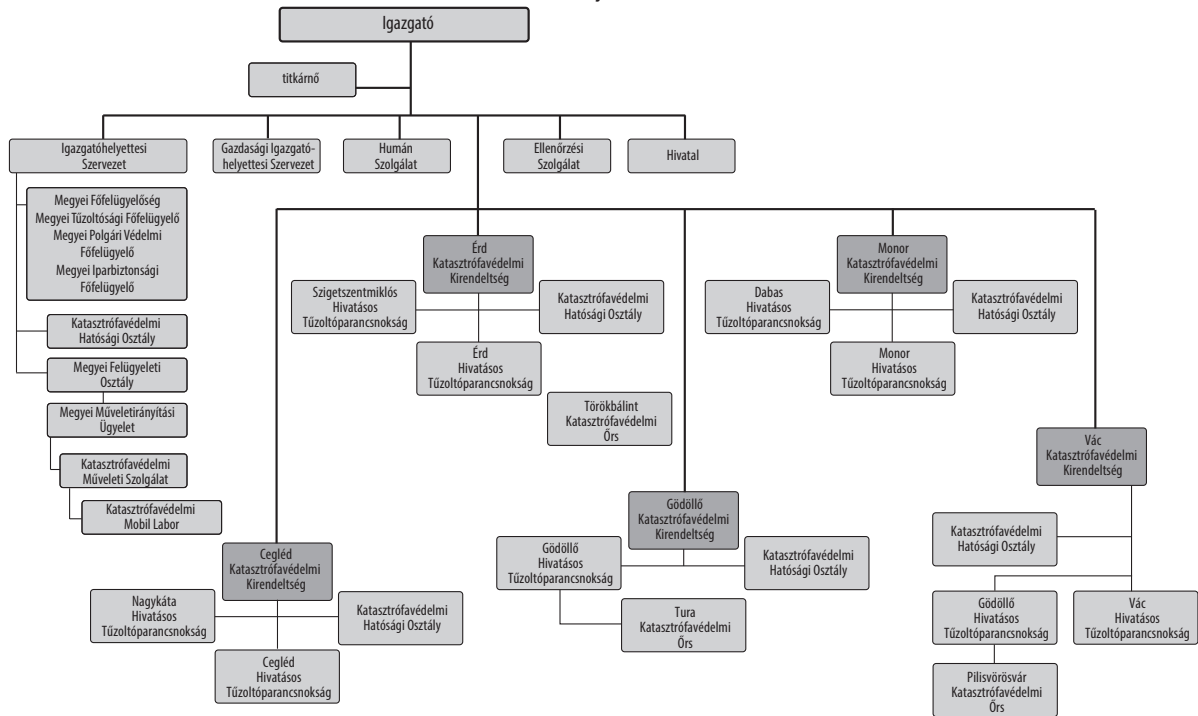 Igazgató
titkárnő
Igazgatóhelyettesi
Szervezet
Gazdasági Igazgató-
helyettesi Szervezet
Humán
Szolgálat
Ellenőrzési
Szolgálat
Hivatal
Megyei Főfelügyelőség
Megyei Tűzoltósági Főfelügyelő
Megyei Polgári Védelmi
Főfelügyelő
Megyei Iparbiztonsági
Főfelügyelő
Katasztrófavédelmi
Hatósági Osztály
Megyei Felügyeleti
Osztály
Megyei Műveletirányítási
Ügyelet
Katasztrófavédelmi
Műveleti Szolgálat
Katasztrófavédelmi
Mobil Labor
Érd
Katasztrófavédelmi
Kirendeltség
Szigetszentmiklós
Hivatásos
Tűzoltóparancsnokság
Katasztrófavédelmi
Hatósági Osztály
Érd
Hivatásos
Tűzoltóparancsnokság
Törökbálint
Katasztrófavédelmi
Őrs
Monor
Katasztrófavédelmi
Kirendeltség
Dabas
Hivatásos
Tűzoltóparancsnokság
Katasztrófavédelmi
Hatósági Osztály
Monor
Hivatásos
Tűzoltóparancsnokság
Cegléd
Katasztrófavédelmi
Kirendeltség
Nagykáta
Hivatásos
Tűzoltóparancsnokság
Katasztrófavédelmi
Hatósági Osztály
Cegléd
Hivatásos
Tűzoltóparancsnokság
Gödöllő
Katasztrófavédelmi
Kirendeltség
Gödöllő
Hivatásos
Tűzoltóparancsnokság
Katasztrófavédelmi
Hatósági Osztály
Tura
Katasztrófavédelmi
Őrs
Vác
Katasztrófavédelmi
Kirendeltség
Katasztrófavédelmi
Hatósági Osztály
Gödöllő
Hivatásos
Tűzoltóparancsnokság
Vác
Hivatásos
Tűzoltóparancsnokság
Pilisvörösvár
Katasztrófavédelmi
Őrs